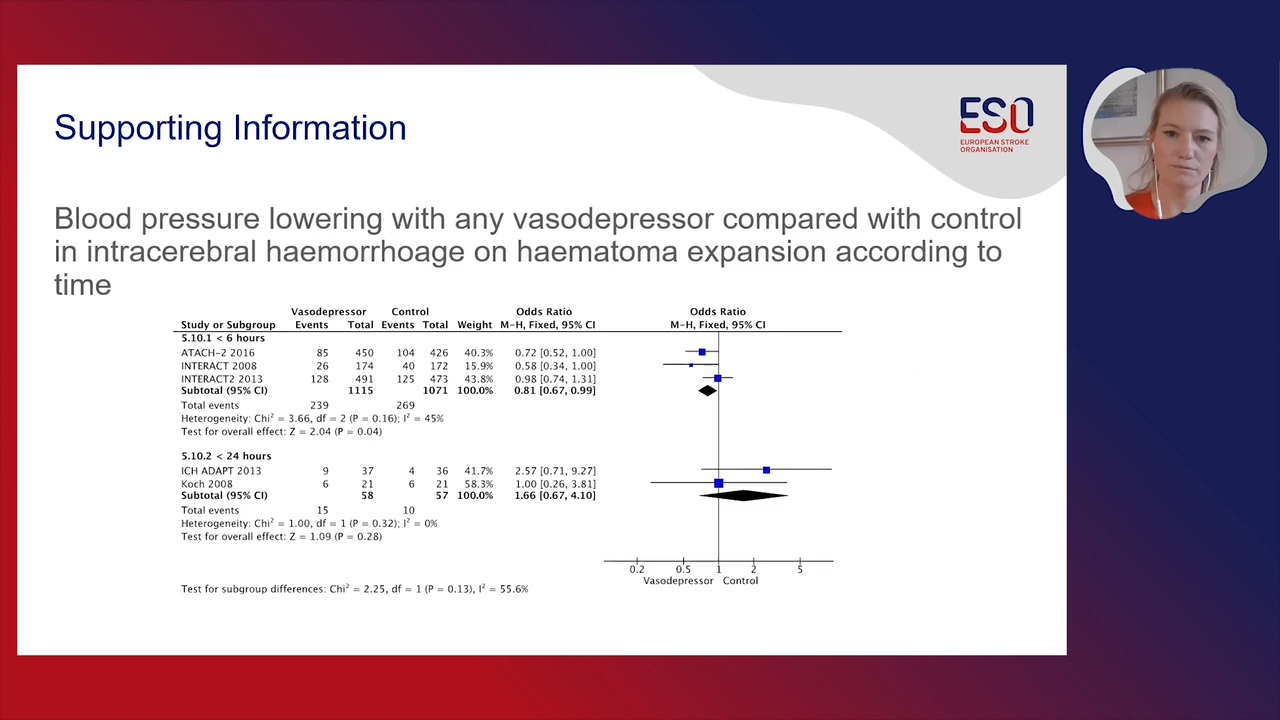 Supporting Information
ESO
EUROPEAN STROKE
ORGANISATION
Blood pressure lowering with any vasodepressor compared with control
in intracerebral haemorrhoage on haematoma expansion according to
time
Vasodepressor Control Odds Ratio Odds Ratio
Study or Subgroup Events Total Events Total Weight M-H, Fixed, 95% CI M-H, Fixed, 95% CI
5.10.1 < 6 hours
ATACH-2 2016 85 450 104 426 40.3% 0.72 [0.52, 1.00]
INTERACT 2008 26 174 40 172 15.9% 0.58 [0.34, 1.00]
INTERACT2 2013 128 491 125 473 43.8% 0.98 [0.74, 1.31]
Subtotal (95% CI) 1115 1071 100.0% 0.81 [0.67, 0.99]
Total events 239 269
Heterogeneity: Chi² = 3.66, df = 2 (P = 0.16); I² = 45%
Test for overall effect: Z = 2.04 (P = 0.04)
5.10.2 < 24 hours
ICH ADAPT 2013 9 37 4 36 41.7% 2.57 [0.71, 9.27]
Koch 2008 6 21 6 21 58.3% 1.00 [0.26, 3.81]
Subtotal (95% CI) 58 57 100.0% 1.66 [0.67, 4.10]
Total events 15 10
Heterogeneity: Chi² = 1.00, df = 1 (P = 0.32); I² = 0%
Test for overall effect: Z = 1.09 (P = 0.28)
0.2 0.5 1 2 5
Vasodepressor Control
Test for subgroup differences: Chi² = 2.25, df = 1 (P = 0.13), I² = 55.6%